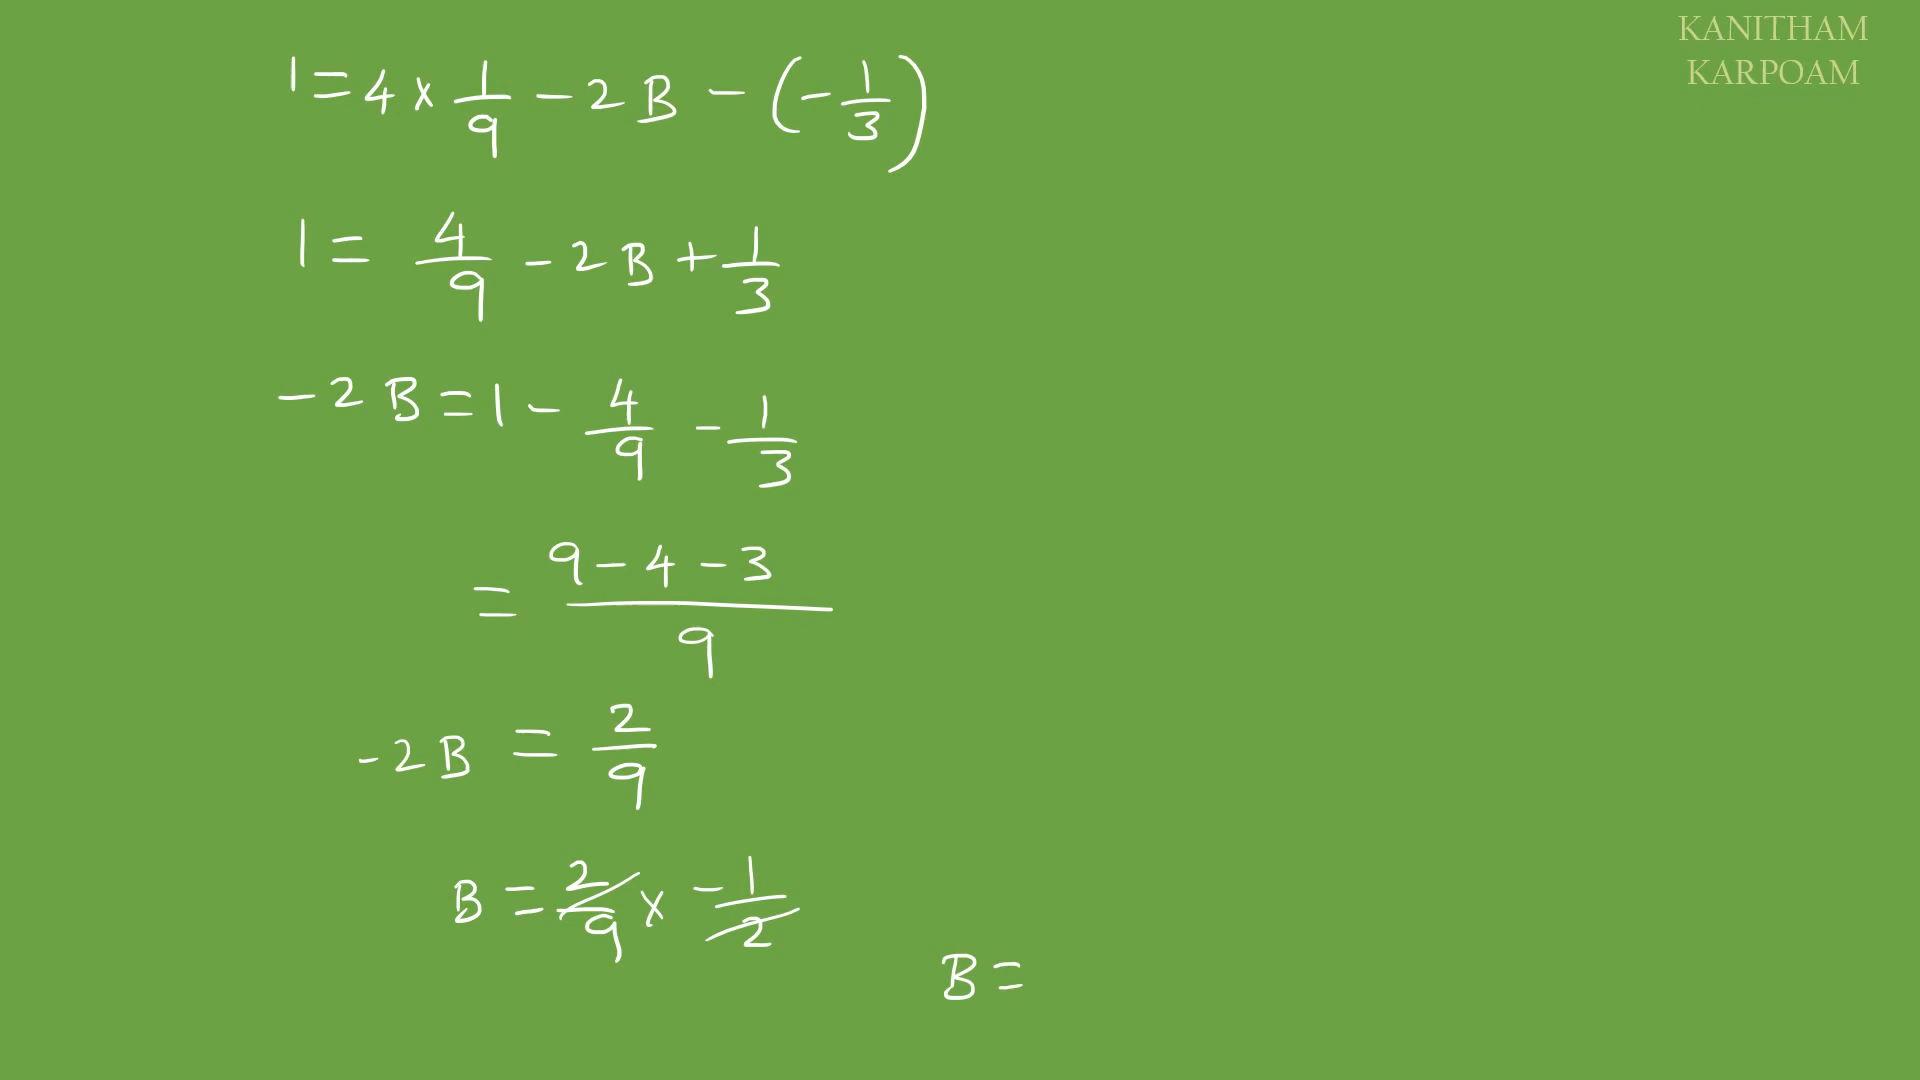 KANITHAM
KARPOAM
1 = 4 × 1/9 - 2B - (-1/3)
1 = 4/9 - 2B + 1/3
-2B = 1 - 4/9 - 1/3
= 9-4-3/9
-2B = 2/9
B = 2/9 × -1/2
B =